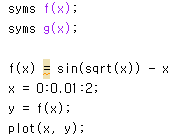 syms f(x);
syms g(x);
f(x) = sin(sqrt(x)) - x
x = 0:0.01:2;
y = f(x);
plot(x, y);